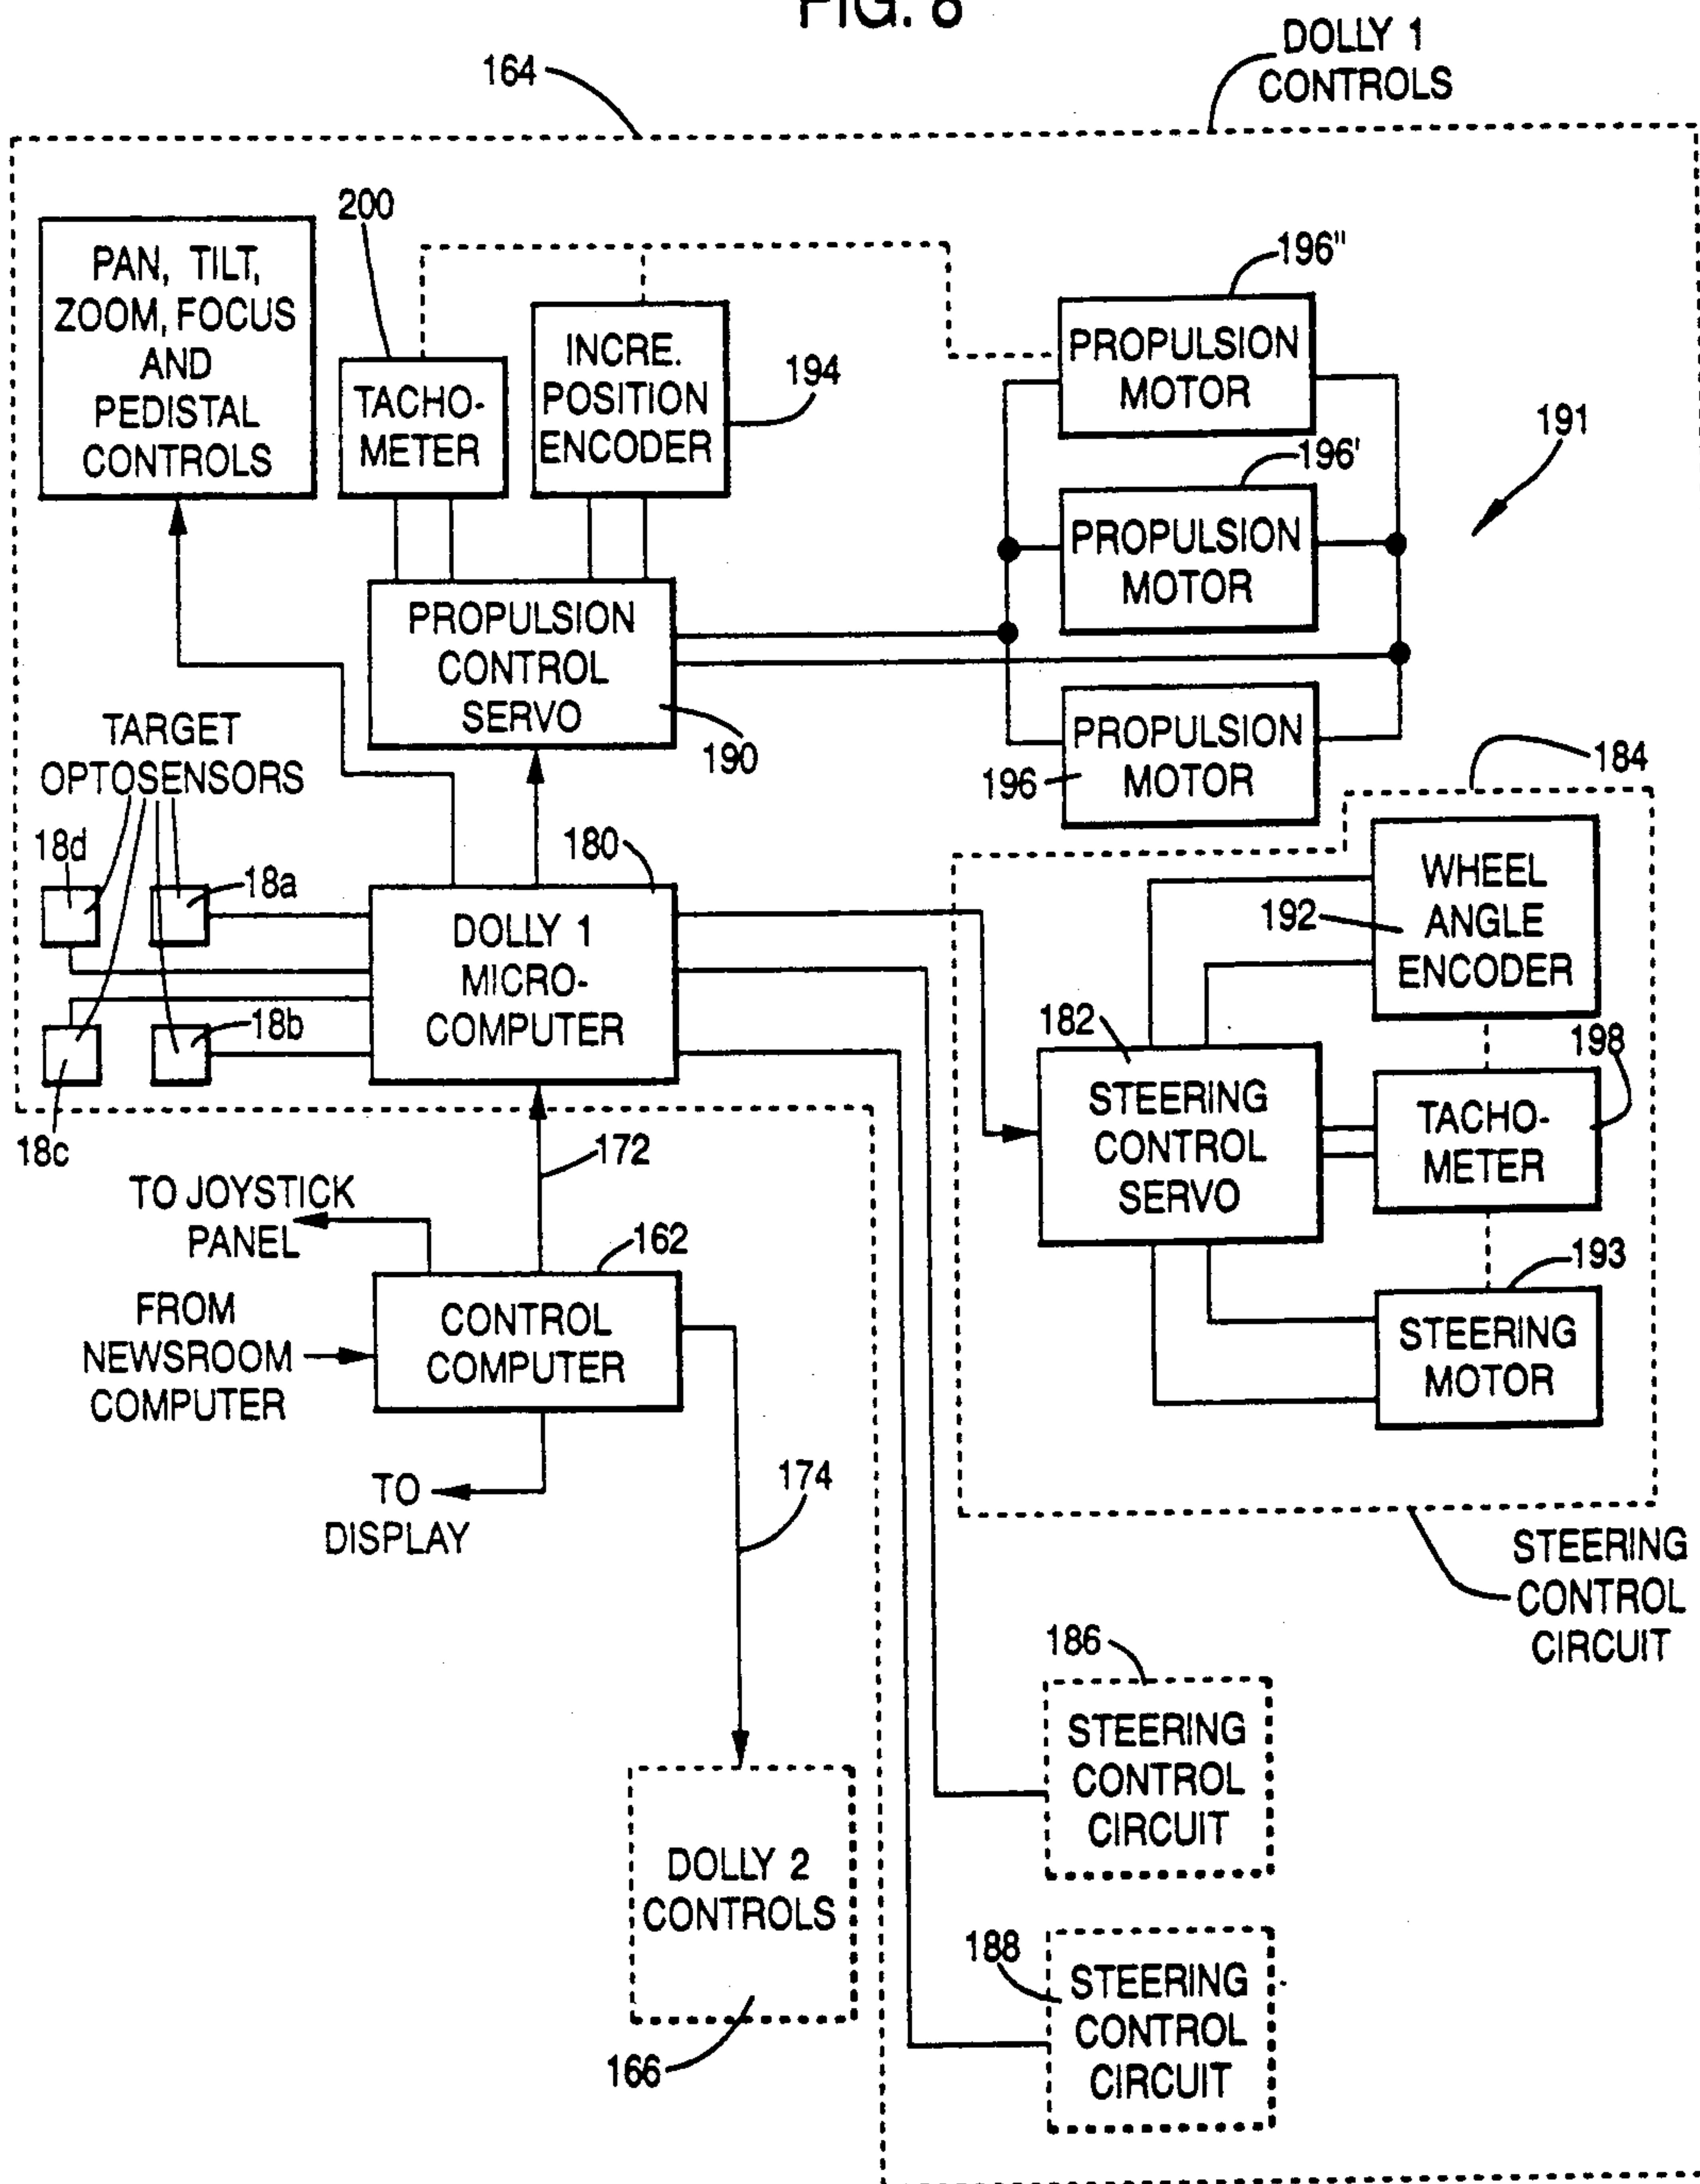 FIG. 8
DOLLY 1
CONTROLS
164
200
PAN, TILT,
ZOOM, FOCUS
AND
PEDISTAL
CONTROLS
TACHO-
METER
INCRE.
POSITION
ENCODER
194
196"
PROPULSION
MOTOR
191
196'
PROPULSION
MOTOR
PROPULSION
CONTROL
SERVO
190
196
PROPULSION
MOTOR
184
TARGET
OPTOSENSORS
18d
18a
18b
18c
180
DOLLY 1
MICRO-
COMPUTER
WHEEL
ANGLE
ENCODER
192
182
STEERING
CONTROL
SERVO
198
TACHO-
METER
193
STEERING
MOTOR
172
TO JOYSTICK
PANEL
162
FROM
NEWSROOM
COMPUTER
CONTROL
COMPUTER
TO
DISPLAY
174
STEERING
CONTROL
CIRCUIT
186
STEERING
CONTROL
CIRCUIT
DOLLY 2
CONTROLS
166
188
STEERING
CONTROL
CIRCUIT